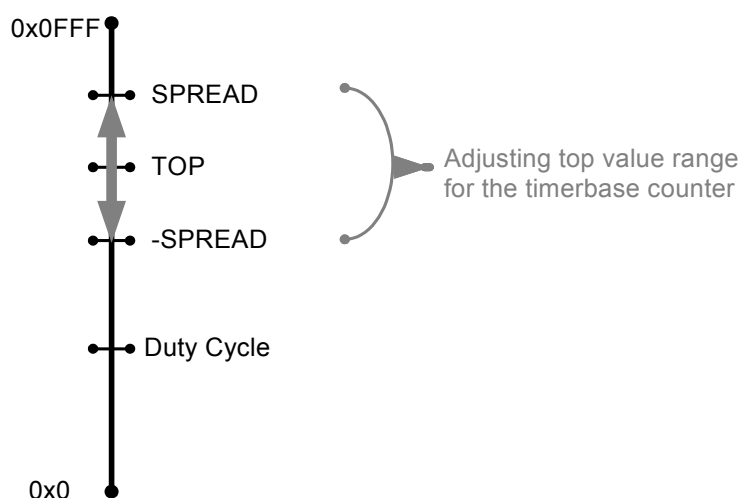 0x0FFF
SPREAD
TOP
Adjusting top value range
for the timerbase counter
-SPREAD
Duty Cycle
0x0